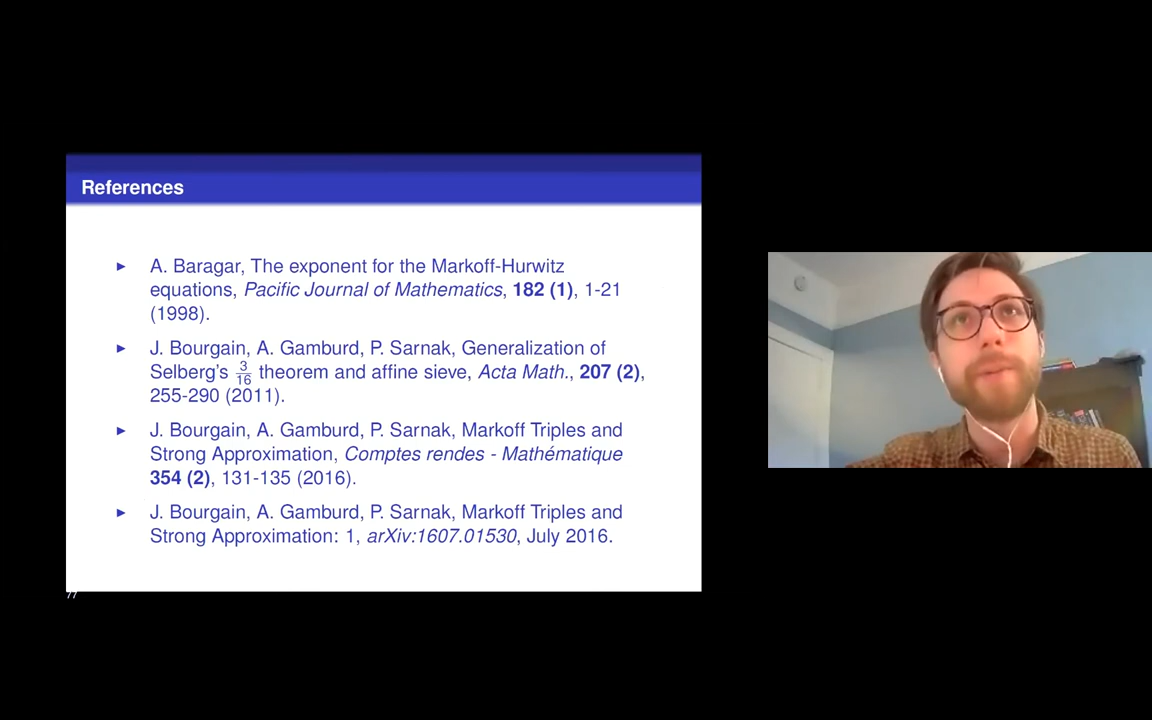 References
► A. Baragar, The exponent for the Markoff-Hurwitz
equations, Pacific Journal of Mathematics, 182 (1), 1-21
(1998).
► J. Bourgain, A. Gamburd, P. Sarnak, Generalization of
Selberg's 3/16 theorem and affine sieve, Acta Math., 207 (2),
255-290 (2011).
► J. Bourgain, A. Gamburd, P. Sarnak, Markoff Triples and
Strong Approximation, Comptes rendes - Mathématique
354 (2), 131-135 (2016).
► J. Bourgain, A. Gamburd, P. Sarnak, Markoff Triples and
Strong Approximation: 1, arXiv:1607.01530, July 2016.